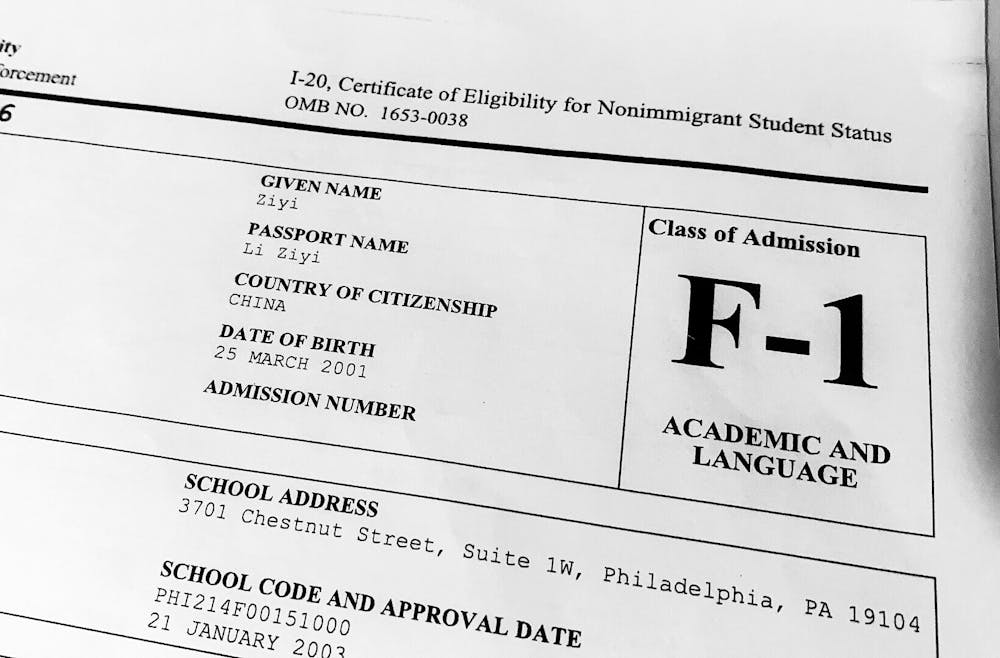 ity
orcement
I-20, Certificate of Eligibility for Nonimmigrant Student Status
OMB NO. 1653-0038
6
GIVEN NAME
Ziyi
PASSPORT NAME
Li Ziyi
COUNTRY OF CITIZENSHIP
CHINA
DATE OF BIRTH
25 MARCH 2001
ADMISSION NUMBER
Class of Admission
F-1
ACADEMIC AND
LANGUAGE
SCHOOL ADDRESS
3701 Chestnut Street, Suite 1W, Philadelphia, PA 19104
SCHOOL CODE AND APPROVAL DATE
PHI214F00151000
21 JANUARY 2003